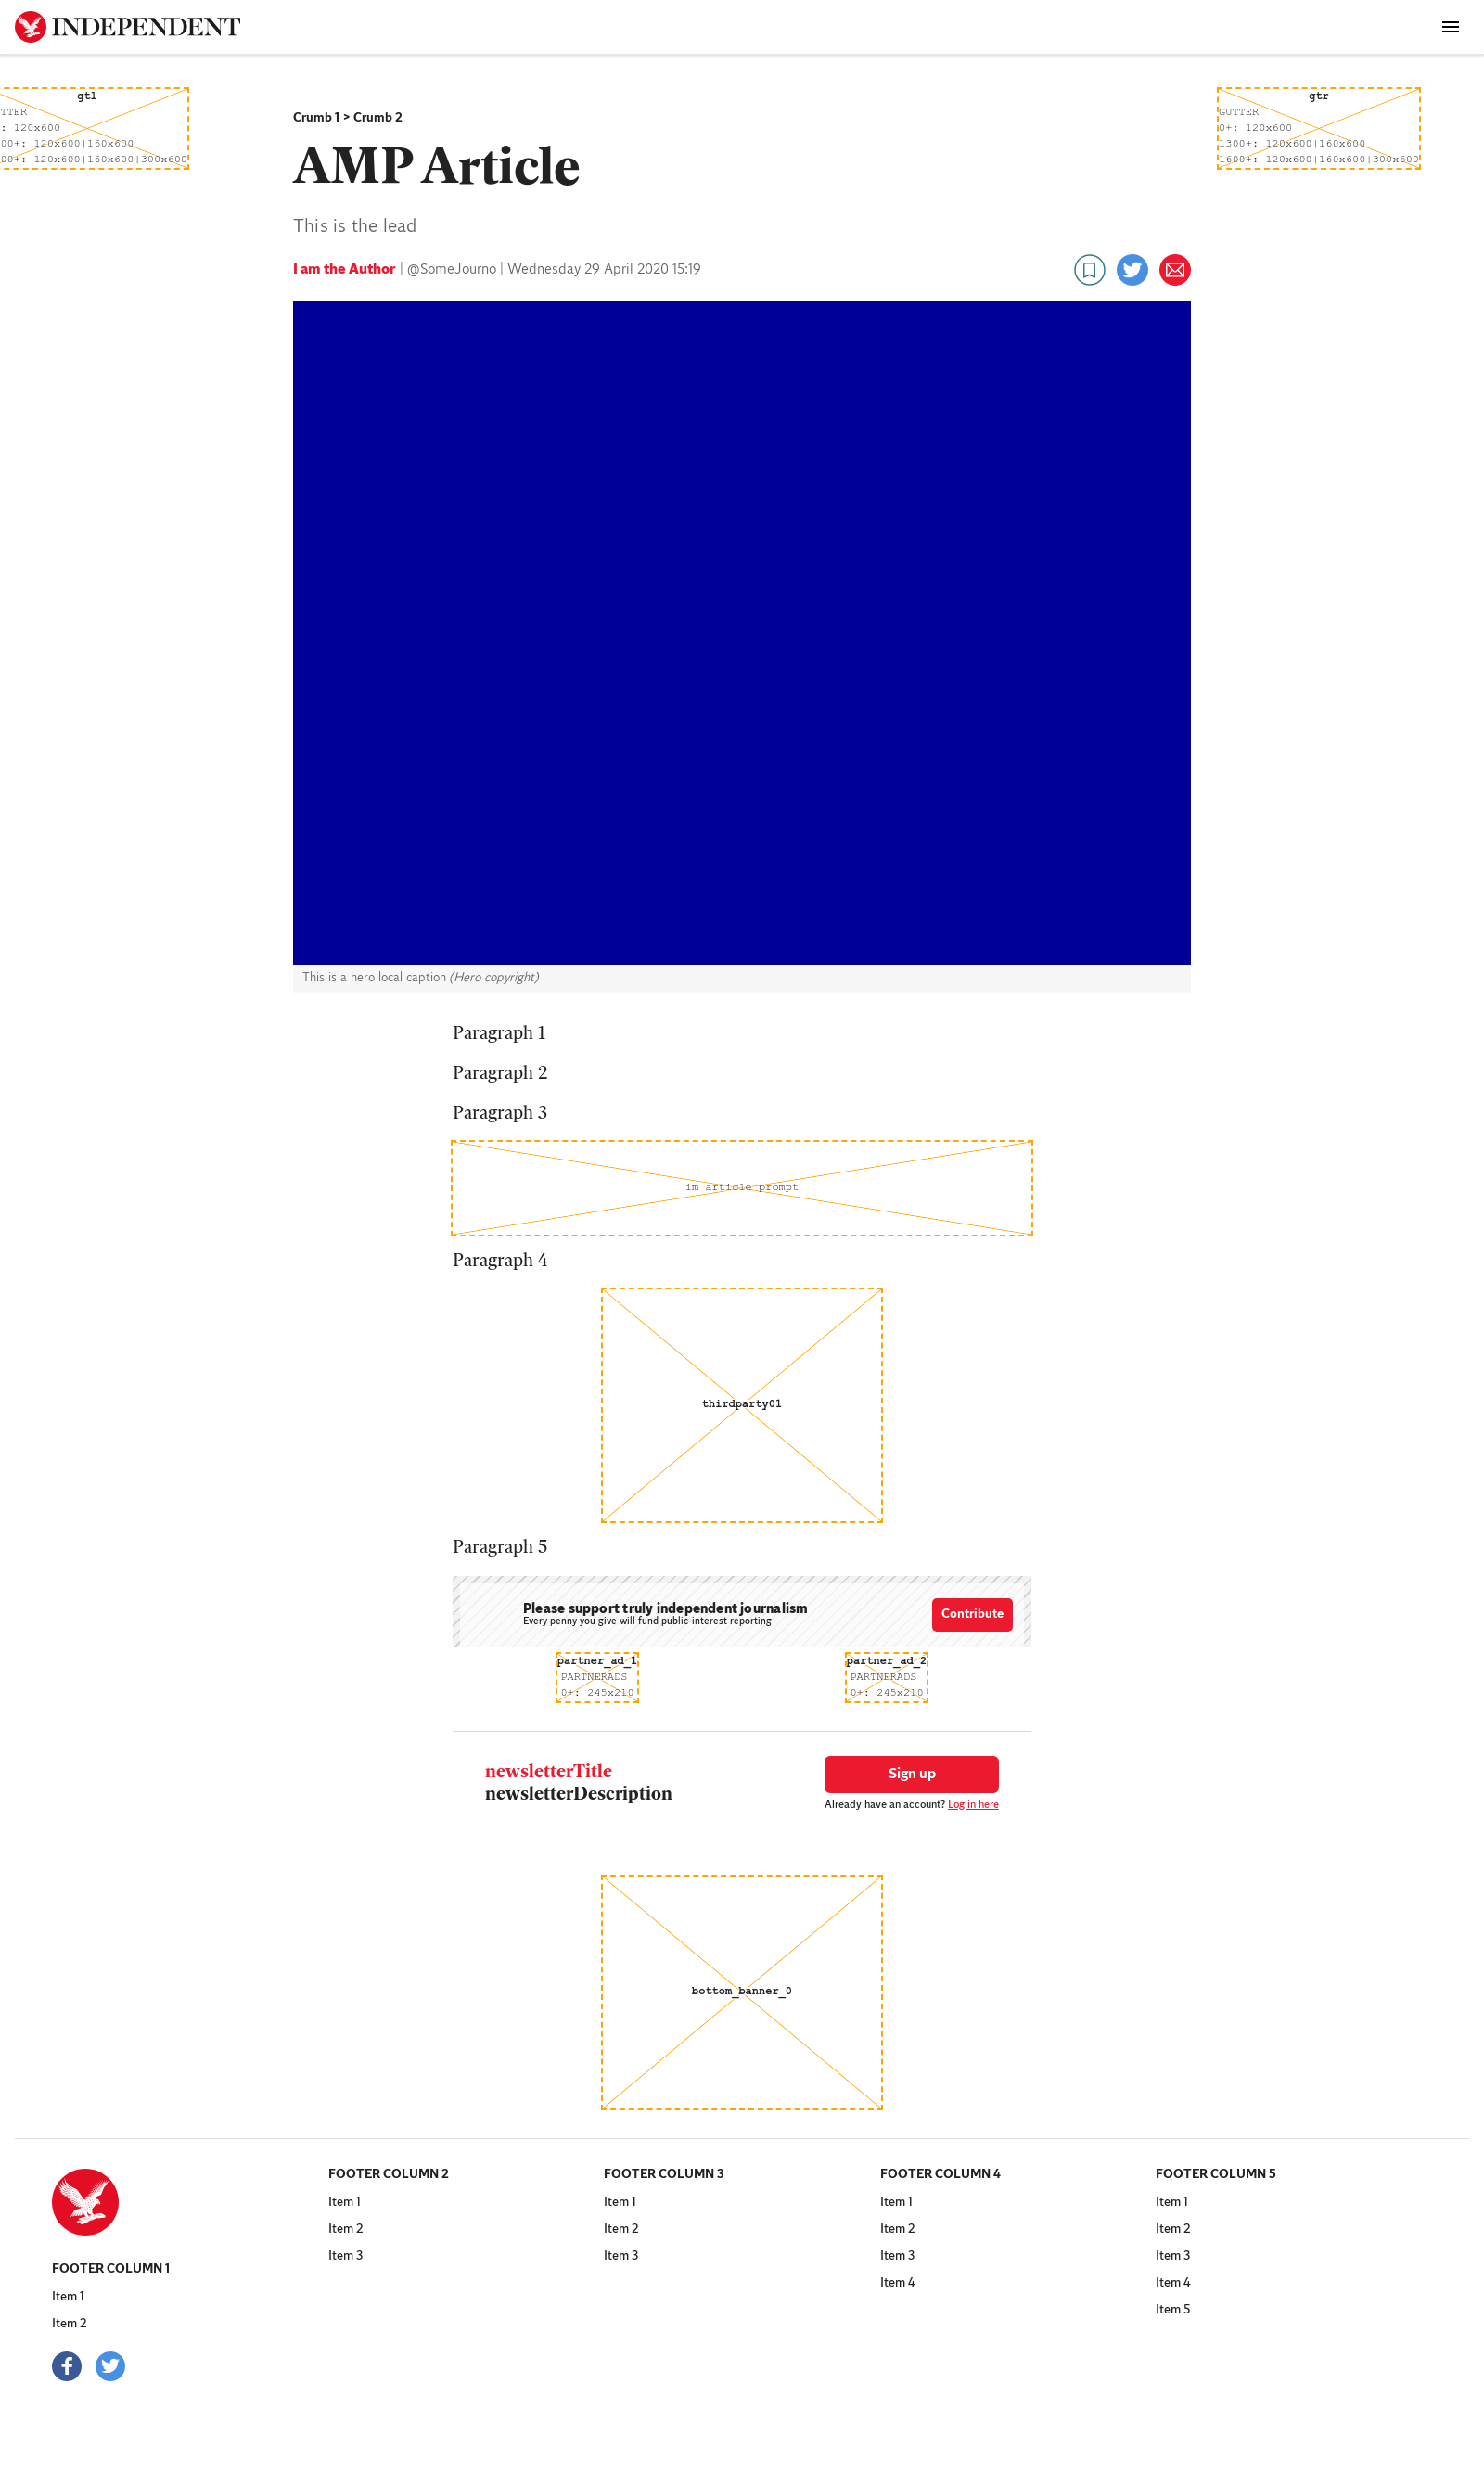 INDEPENDENT
gtl
TTER
: 120x600
00+: 120x600|160x600
00+: 120x600|160x600|300x600
gtr
GUTTER
0+: 120x600
1300+: 120x600|160x600
1600+: 120x600|160x600|300x600
Crumb 1 > Crumb 2
AMP Article
This is the lead
I am the Author | @SomeJourno | Wednesday 29 April 2020 15:19
This is a hero local caption (Hero copyright)
Paragraph 1
Paragraph 2
Paragraph 3
im article prompt
Paragraph 4
thirdparty01
Paragraph 5
Please support truly independent journalism
Every penny you give will fund public-interest reporting
Contribute
partner_ad_1
PARTNERADS
0+: 245x210
partner_ad_2
PARTNERADS
0+: 245x210
newsletterTitle
newsletterDescription
Sign up
Already have an account? Log in here
bottom_banner_0
FOOTER COLUMN 1
Item 1
Item 2
FOOTER COLUMN 2
Item 1
Item 2
Item 3
FOOTER COLUMN 3
Item 1
Item 2
Item 3
FOOTER COLUMN 4
Item 1
Item 2
Item 3
Item 4
FOOTER COLUMN 5
Item 1
Item 2
Item 3
Item 4
Item 5